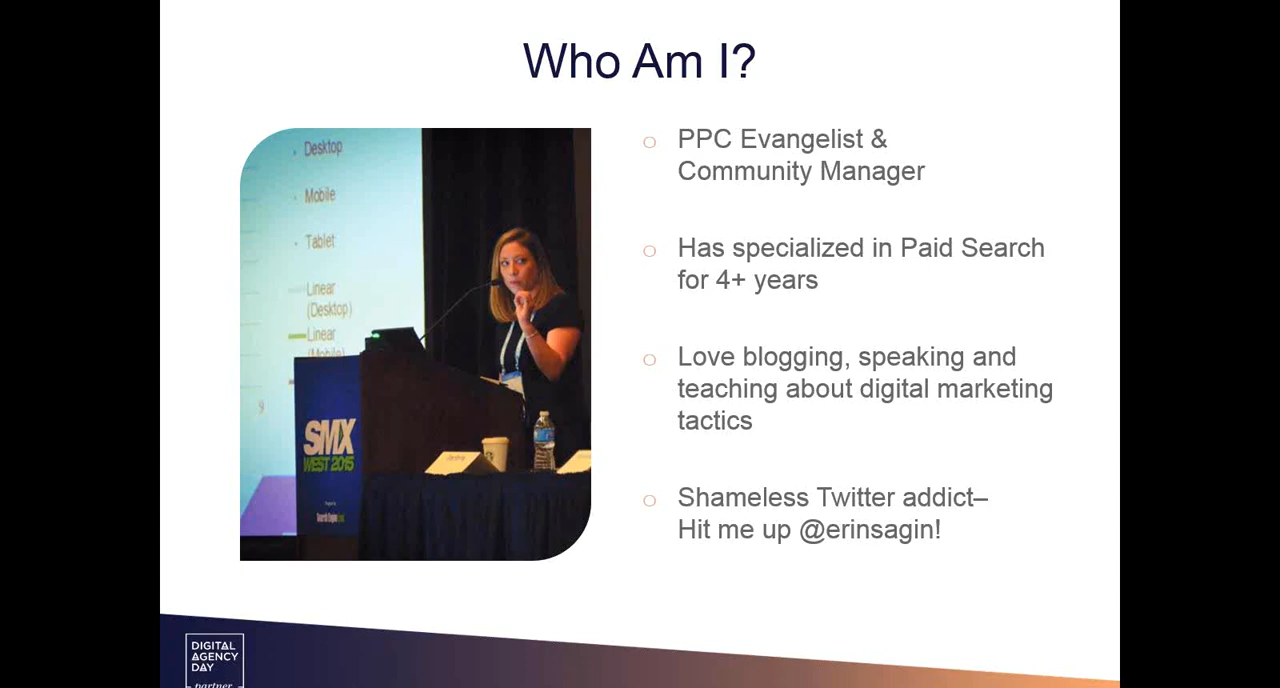 Who Am I?
Desktop
Mobile
Tablet
Linear
(Desktop)
Linear
(Mobile)
SMX
WEST 2015
PPC Evangelist &
Community Manager
Has specialized in Paid Search
for 4+ years
Love blogging, speaking and
teaching about digital marketing
tactics
Shameless Twitter addict–
Hit me up @erinsagin!
DIGITAL
AGENCY
DAY
partner